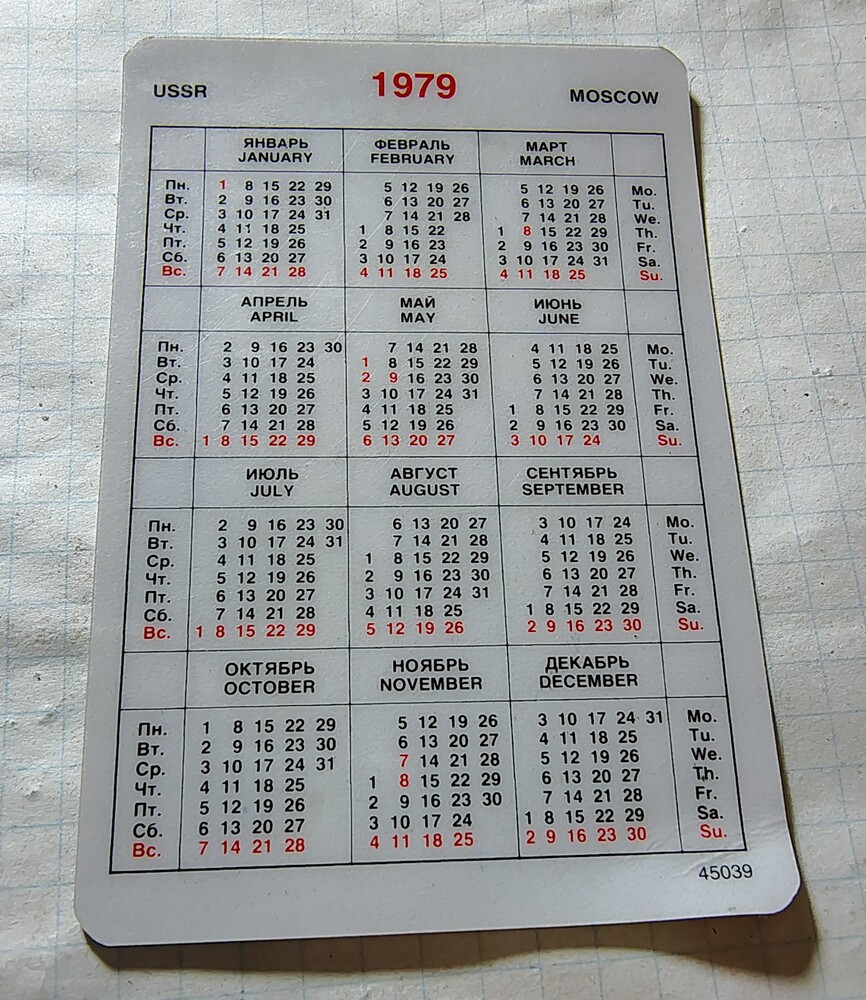 USSR 1979 MOSCOW
ЯНВАРЬ ФЕВРАЛЬ МАРТ
JANUARY FEBRUARY MARCH
Пн. 1 8 15 22 29 5 12 19 26 5 12 19 26 Mo.
Вт. 2 9 16 23 30 6 13 20 27 6 13 20 27 Tu.
Ср. 3 10 17 24 31 7 14 21 28 7 14 21 28 We.
Чт. 4 11 18 25 1 8 15 22 1 8 15 22 29 Th.
Пт. 5 12 19 26 2 9 16 23 2 9 16 23 30 Fr.
Сб. 6 13 20 27 3 10 17 24 3 10 17 24 31 Sa.
Вс. 7 14 21 28 4 11 18 25 4 11 18 25 Su.
АПРЕЛЬ МАЙ ИЮНЬ
APRIL MAY JUNE
Пн. 2 9 16 23 30 7 14 21 28 4 11 18 25 Mo.
Вт. 3 10 17 24 1 8 15 22 29 5 12 19 26 Tu.
Ср. 4 11 18 25 2 9 16 23 30 6 13 20 27 We.
Чт. 5 12 19 26 3 10 17 24 31 7 14 21 28 Th.
Пт. 6 13 20 27 4 11 18 25 1 8 15 22 29 Fr.
Сб. 7 14 21 28 5 12 19 26 2 9 16 23 30 Sa.
Вс. 1 8 15 22 29 6 13 20 27 3 10 17 24 Su.
ИЮЛЬ АВГУСТ СЕНТЯБРЬ
JULY AUGUST SEPTEMBER
Пн. 2 9 16 23 30 6 13 20 27 3 10 17 24 Mo.
Вт. 3 10 17 24 31 7 14 21 28 4 11 18 25 Tu.
Ср. 4 11 18 25 1 8 15 22 29 5 12 19 26 We.
Чт. 5 12 19 26 2 9 16 23 30 6 13 20 27 Th.
Пт. 6 13 20 27 3 10 17 24 31 7 14 21 28 Fr.
Сб. 7 14 21 28 4 11 18 25 1 8 15 22 29 Sa.
Вс. 1 8 15 22 29 5 12 19 26 2 9 16 23 30 Su.
ОКТЯБРЬ НОЯБРЬ ДЕКАБРЬ
OCTOBER NOVEMBER DECEMBER
Пн. 1 8 15 22 29 5 12 19 26 3 10 17 24 31 Mo.
Вт. 2 9 16 23 30 6 13 20 27 4 11 18 25 Tu.
Ср. 3 10 17 24 31 7 14 21 28 5 12 19 26 We.
Чт. 4 11 18 25 1 8 15 22 29 6 13 20 27 Th.
Пт. 5 12 19 26 2 9 16 23 30 7 14 21 28 Fr.
Сб. 6 13 20 27 3 10 17 24 1 8 15 22 29 Sa.
Вс. 7 14 21 28 4 11 18 25 2 9 16 23 30 Su.
45039